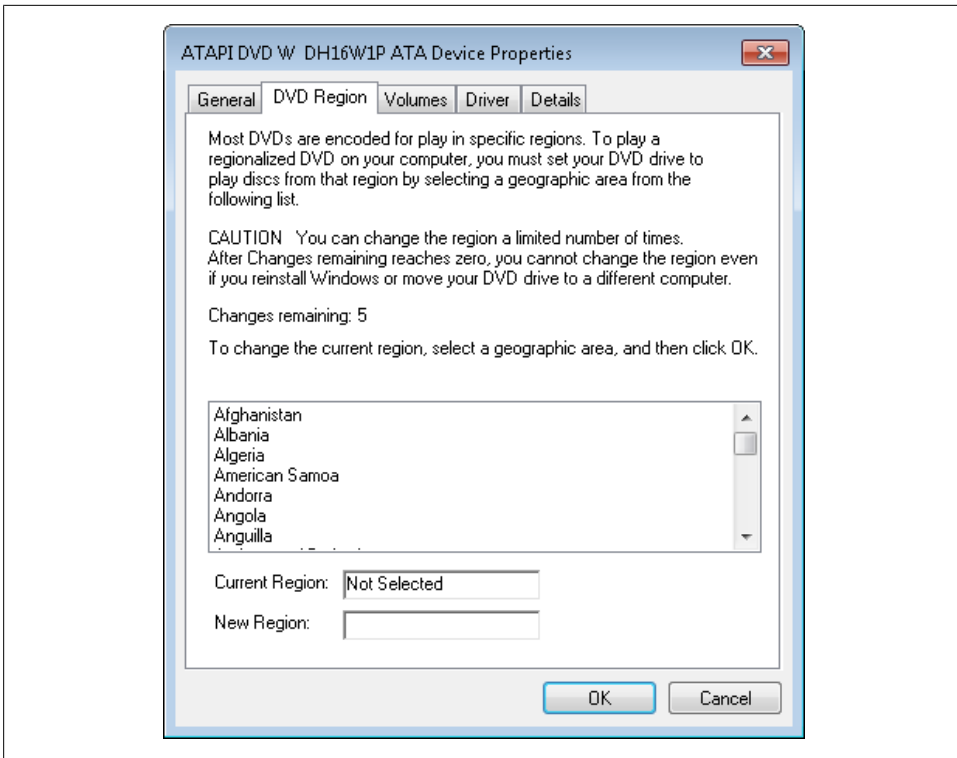 ATAPI DVD W DH16W1P ATA Device Properties
General DVD Region Volumes Driver Details
Most DVDs are encoded for play in specific regions. To play a
regionalized DVD on your computer, you must set your DVD drive to
play discs from that region by selecting a geographic area from the
following list.
CAUTION You can change the region a limited number of times.
After Changes remaining reaches zero, you cannot change the region even
if you reinstall Windows or move your DVD drive to a different computer.
Changes remaining: 5
To change the current region, select a geographic area, and then click OK.
Afghanistan
Albania
Algeria
American Samoa
Andorra
Angola
Anguilla
Current Region: Not Selected
New Region:
OK Cancel